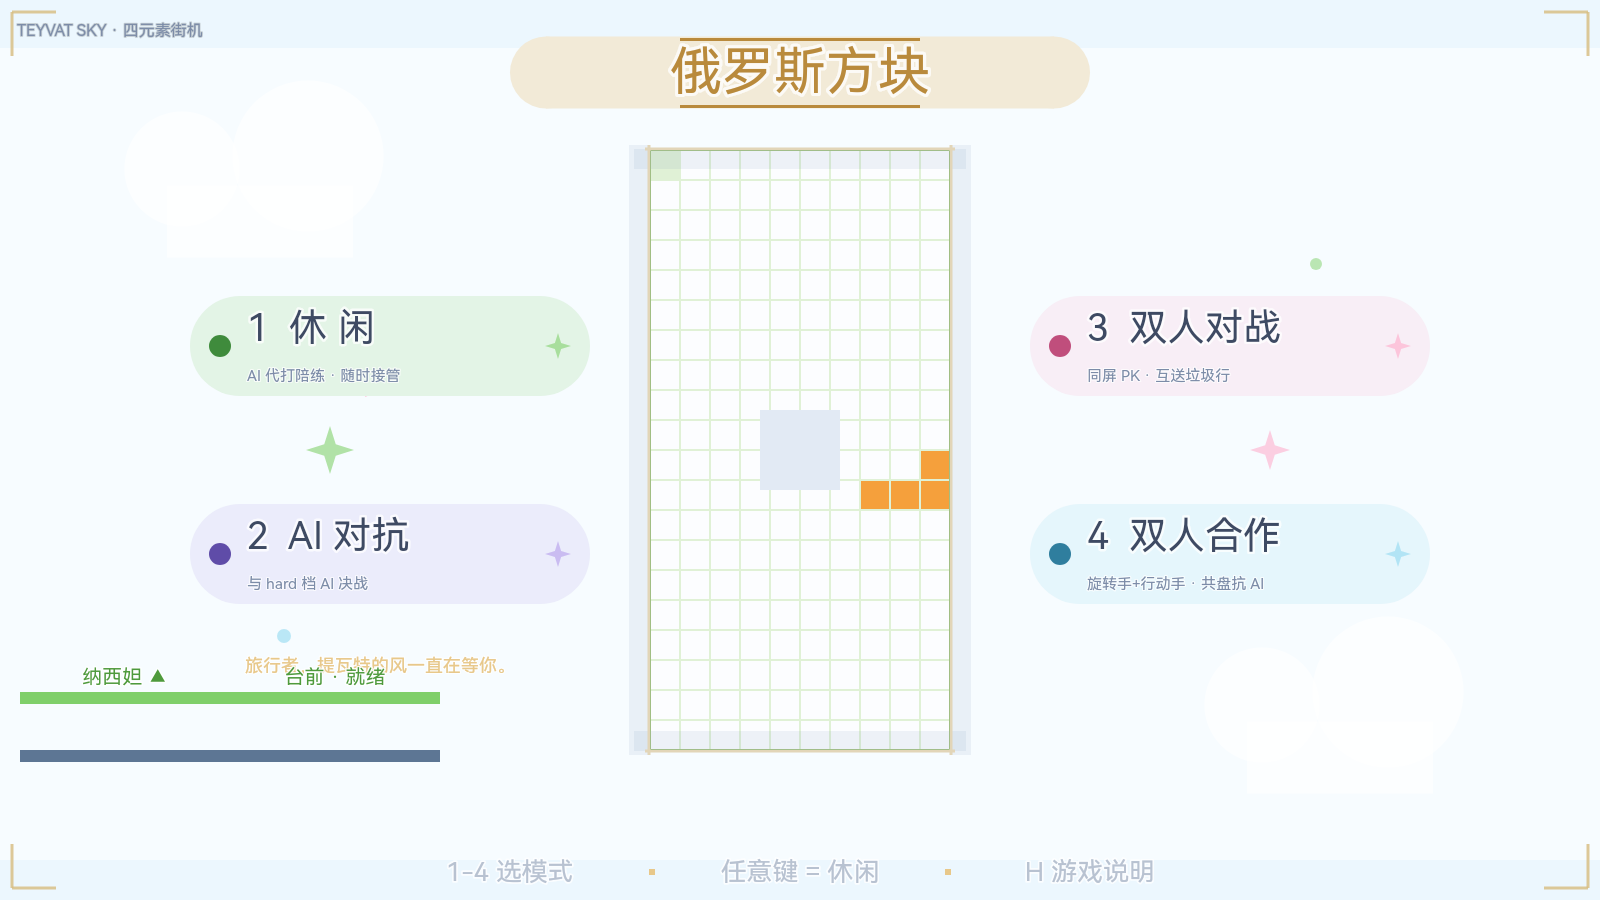 TEYVAT SKY · 四元素街机
俄罗斯方块
1 休 闲
AI 代打陪练 · 随时接管
2 AI 对抗
与 hard 档 AI 决战
3 双人对战
同屏 PK · 互送垃圾行
4 双人合作
旋转手+行动手 · 共盘抗 AI
旅行者，提瓦特的风一直在等你。
纳西妲 ▲ 台前 · 就绪
1-4 选模式 ▪ 任意键 = 休闲 ▪ H 游戏说明